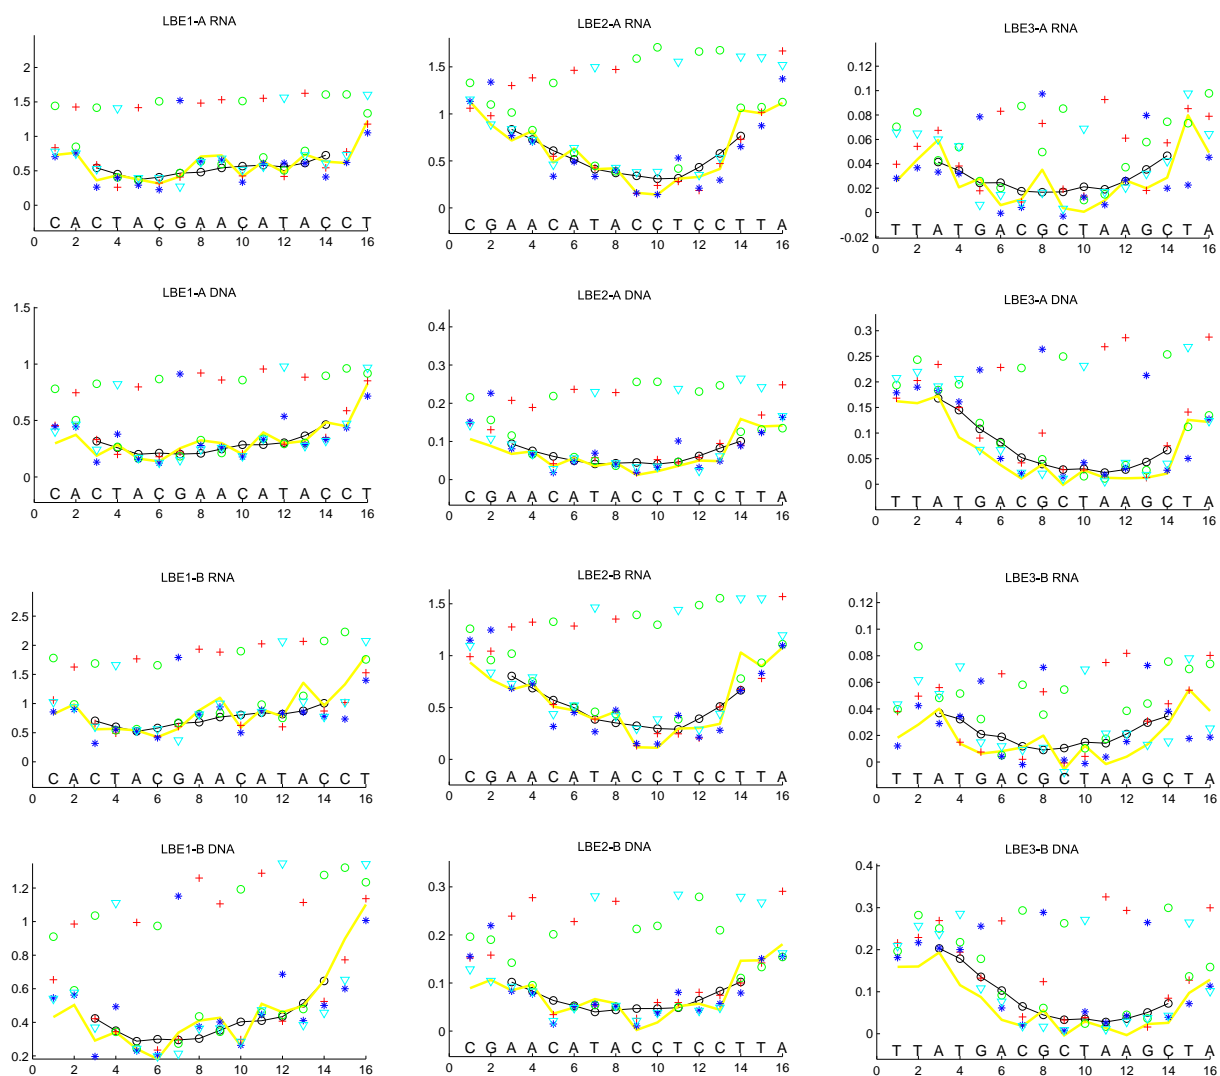 LBE1-A RNA
2
1.5
1
0.5
0
C A C T A C G A A C A T A C C T
0 2 4 6 8 10 12 14 16
LBE2-A RNA
1.5
1
0.5
0
C G A A C A T A C C T C C T T A
0 2 4 6 8 10 12 14 16
LBE3-A RNA
0.12
0.1
0.08
0.06
0.04
0.02
0
-0.02
T T A T G A C G C T A A G C T A
0 2 4 6 8 10 12 14 16
LBE1-A DNA
1.5
1
0.5
0
C A C T A C G A A C A T A C C T
0 2 4 6 8 10 12 14 16
LBE2-A DNA
0.4
0.3
0.2
0.1
0
C G A A C A T A C C T C C T T A
0 2 4 6 8 10 12 14 16
LBE3-A DNA
0.3
0.25
0.2
0.15
0.1
0.05
0
T T A T G A C G C T A A G C T A
0 2 4 6 8 10 12 14 16
LBE1-B RNA
2.5
2
1.5
1
0.5
0
C A C T A C G A A C A T A C C T
0 2 4 6 8 10 12 14 16
LBE2-B RNA
1.5
1
0.5
0
C G A A C A T A C C T C C T T A
0 2 4 6 8 10 12 14 16
LBE3-B RNA
0.12
0.1
0.08
0.06
0.04
0.02
0
T T A T G A C G C T A A G C T A
0 2 4 6 8 10 12 14 16
LBE1-B DNA
1.2
1
0.8
0.6
0.4
0.2
C A C T A C G A A C A T A C C T
0 2 4 6 8 10 12 14 16
LBE2-B DNA
0.3
0.2
0.1
0
C G A A C A T A C C T C C T T A
0 2 4 6 8 10 12 14 16
LBE3-B DNA
0.4
0.3
0.2
0.1
0
T T A T G A C G C T A A G C T A
0 2 4 6 8 10 12 14 16